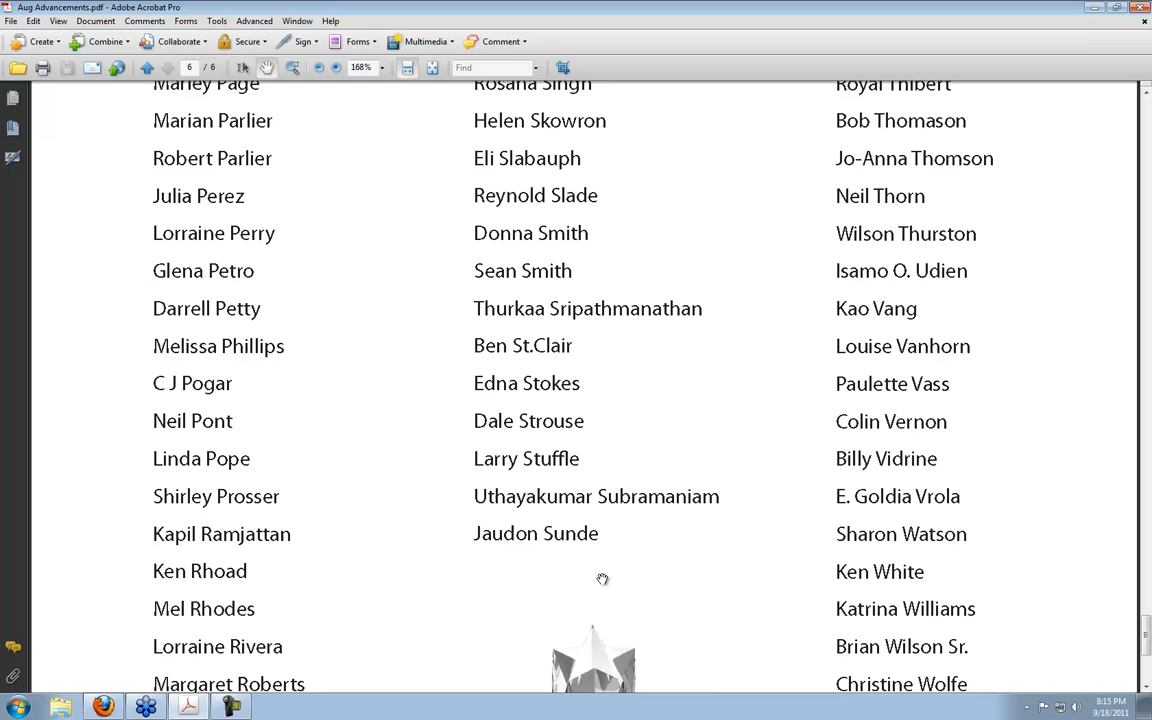 Aug Advancements.pdf - Adobe Acrobat Pro
File Edit View Document Comments Forms Tools Advanced Window Help
Create Combine Collaborate Secure Sign Forms Multimedia Comment
6 / 6 168% Find
Marley Page
Marian Parlier
Robert Parlier
Julia Perez
Lorraine Perry
Glena Petro
Darrell Petty
Melissa Phillips
C J Pogar
Neil Pont
Linda Pope
Shirley Prosser
Kapil Ramjattan
Ken Rhoad
Mel Rhodes
Lorraine Rivera
Margaret Roberts
Rosana Singh
Helen Skowron
Eli Slabauph
Reynold Slade
Donna Smith
Sean Smith
Thurkaa Sripathmanathan
Ben St.Clair
Edna Stokes
Dale Strouse
Larry Stuffle
Uthayakumar Subramaniam
Jaudon Sunde
Royal Thibert
Bob Thomason
Jo-Anna Thomson
Neil Thorn
Wilson Thurston
Isamo O. Udien
Kao Vang
Louise Vanhorn
Paulette Vass
Colin Vernon
Billy Vidrine
E. Goldia Vrola
Sharon Watson
Ken White
Katrina Williams
Brian Wilson Sr.
Christine Wolfe
8:15 PM
9/18/2011